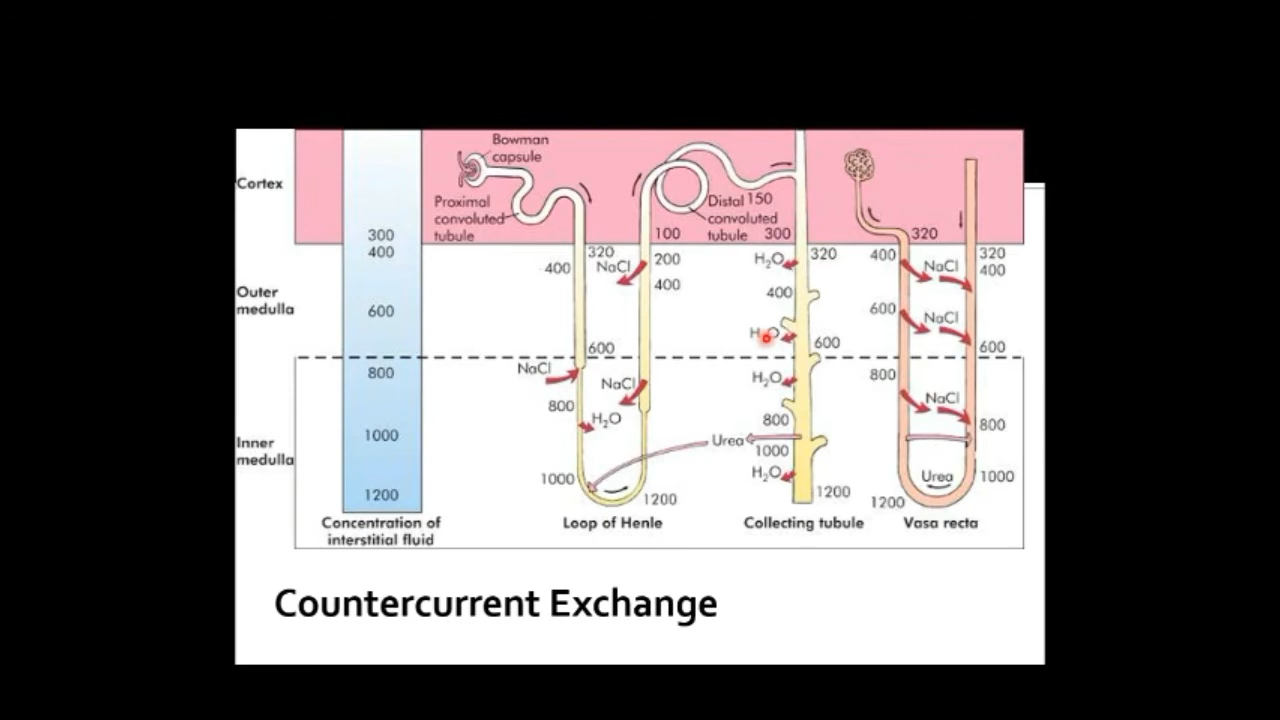 Bowman
capsule
Cortex
Proximal
convoluted
tubule
Distal 150
convoluted
tubule
300
400
600
800
1000
1200
Outer
medulla
Inner
medulla
Concentration of
interstitial fluid
320
400
600
NaCl
800
H₂O
1000
1200
100
200
400
NaCl
NaCl
Loop of Henle
300
H₂O
320
400
H₂O
600
H₂O
800
Urea
1000
H₂O
1200
Collecting tubule
320
400
NaCl
320
400
600
NaCl
600
800
NaCl
800
Urea
1000
1200
Vasa recta
Countercurrent Exchange